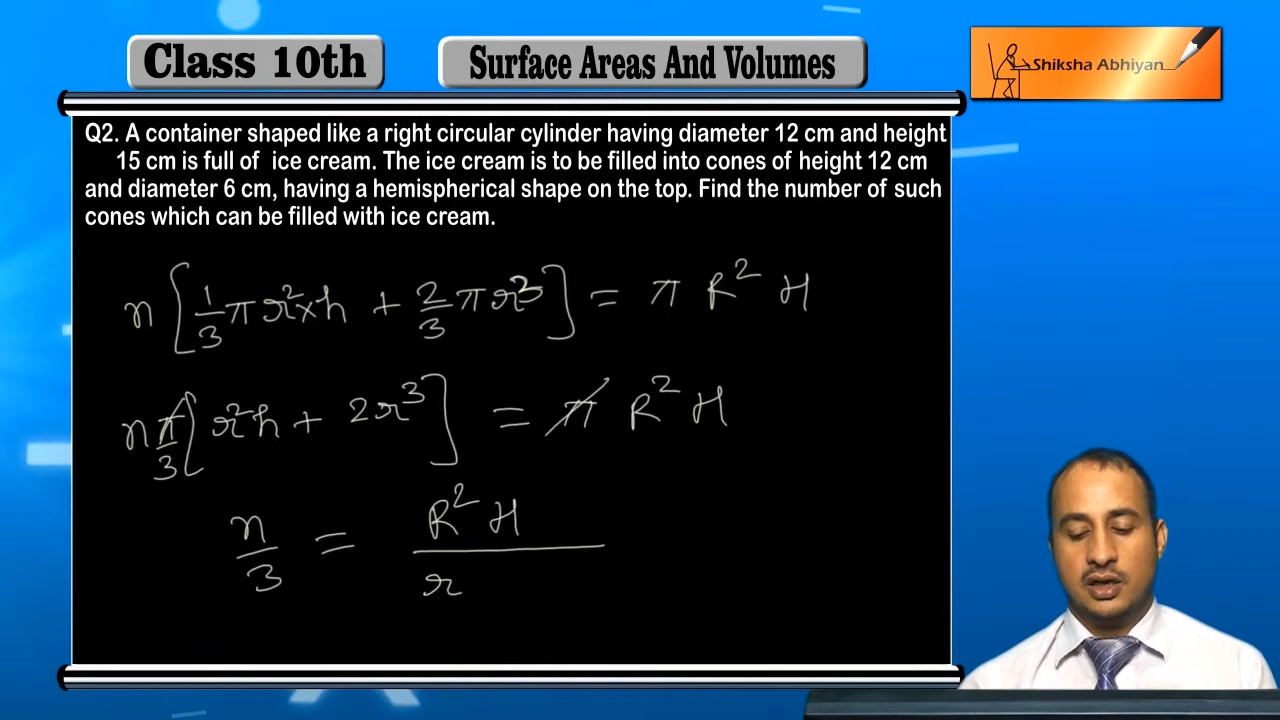 Class 10th
Surface Areas And Volumes
Shiksha Abhiyan
Q2. A container shaped like a right circular cylinder having diameter 12 cm and height
15 cm is full of ice cream. The ice cream is to be filled into cones of height 12 cm
and diameter 6 cm, having a hemispherical shape on the top. Find the number of such
cones which can be filled with ice cream.
n [ 1/3 π r² × h + 2/3 π r³ ] = π R² H
n π/3 [ r² h + 2r³ ] = π R² H
n/3 = R² H / r